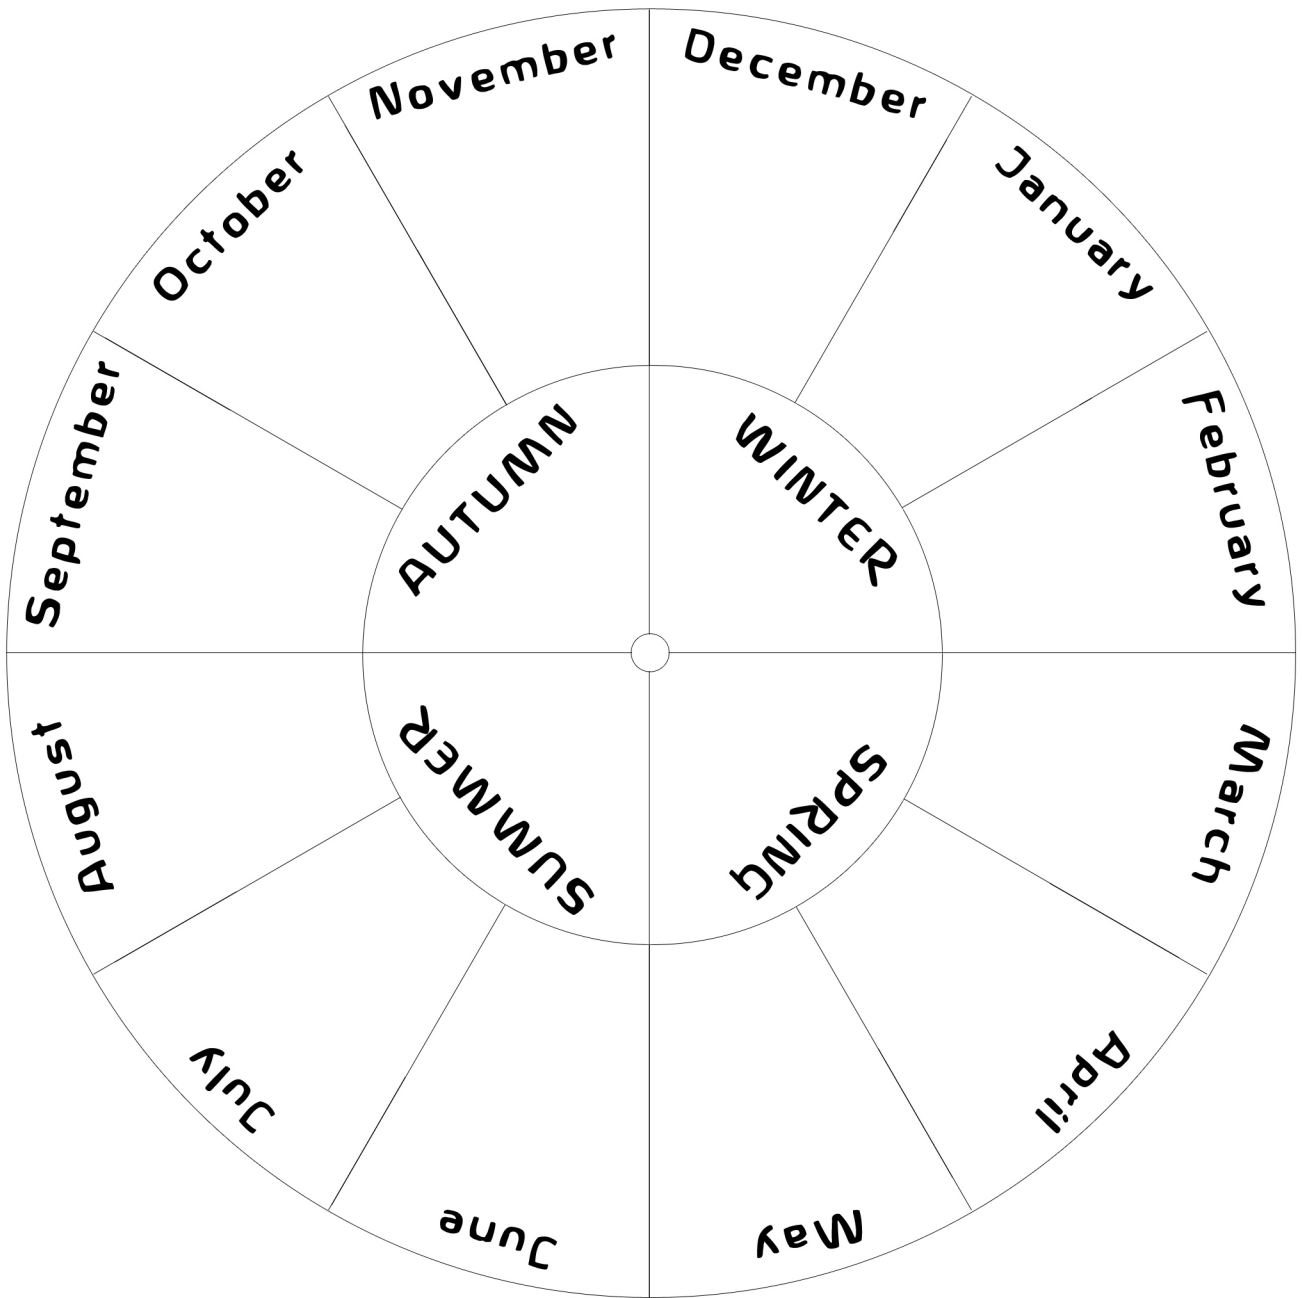 December
January
February
March
April
May
June
July
August
September
October
November
WINTER
SPRING
SUMMER
AUTUMN